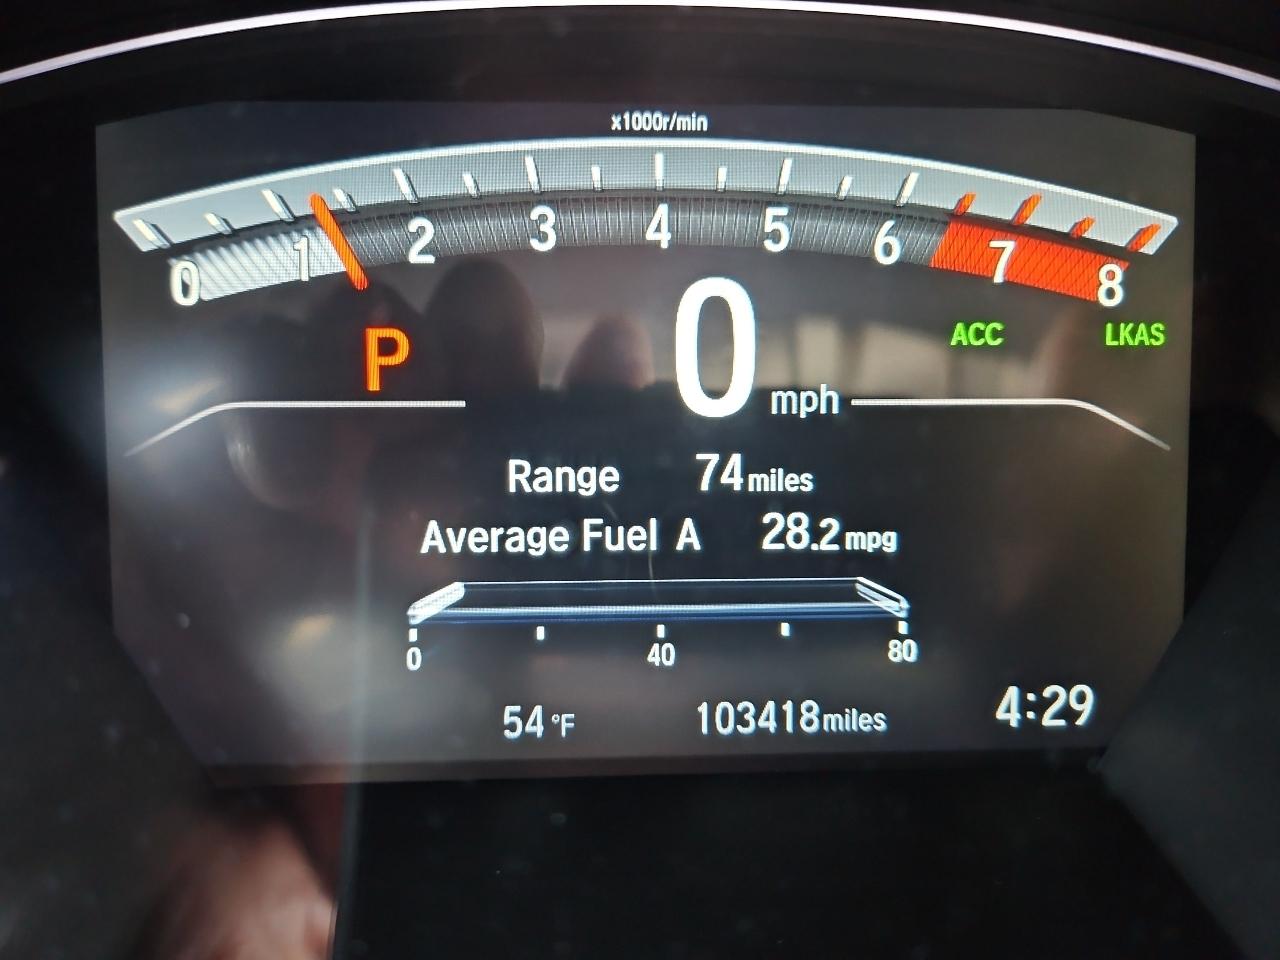 x1000r/min
0 1 2 3 4 5 6 7 8
P 0 mph ACC LKAS
Range 74 miles
Average Fuel A 28.2 mpg
0 40 80
54 °F 103418 miles 4:29